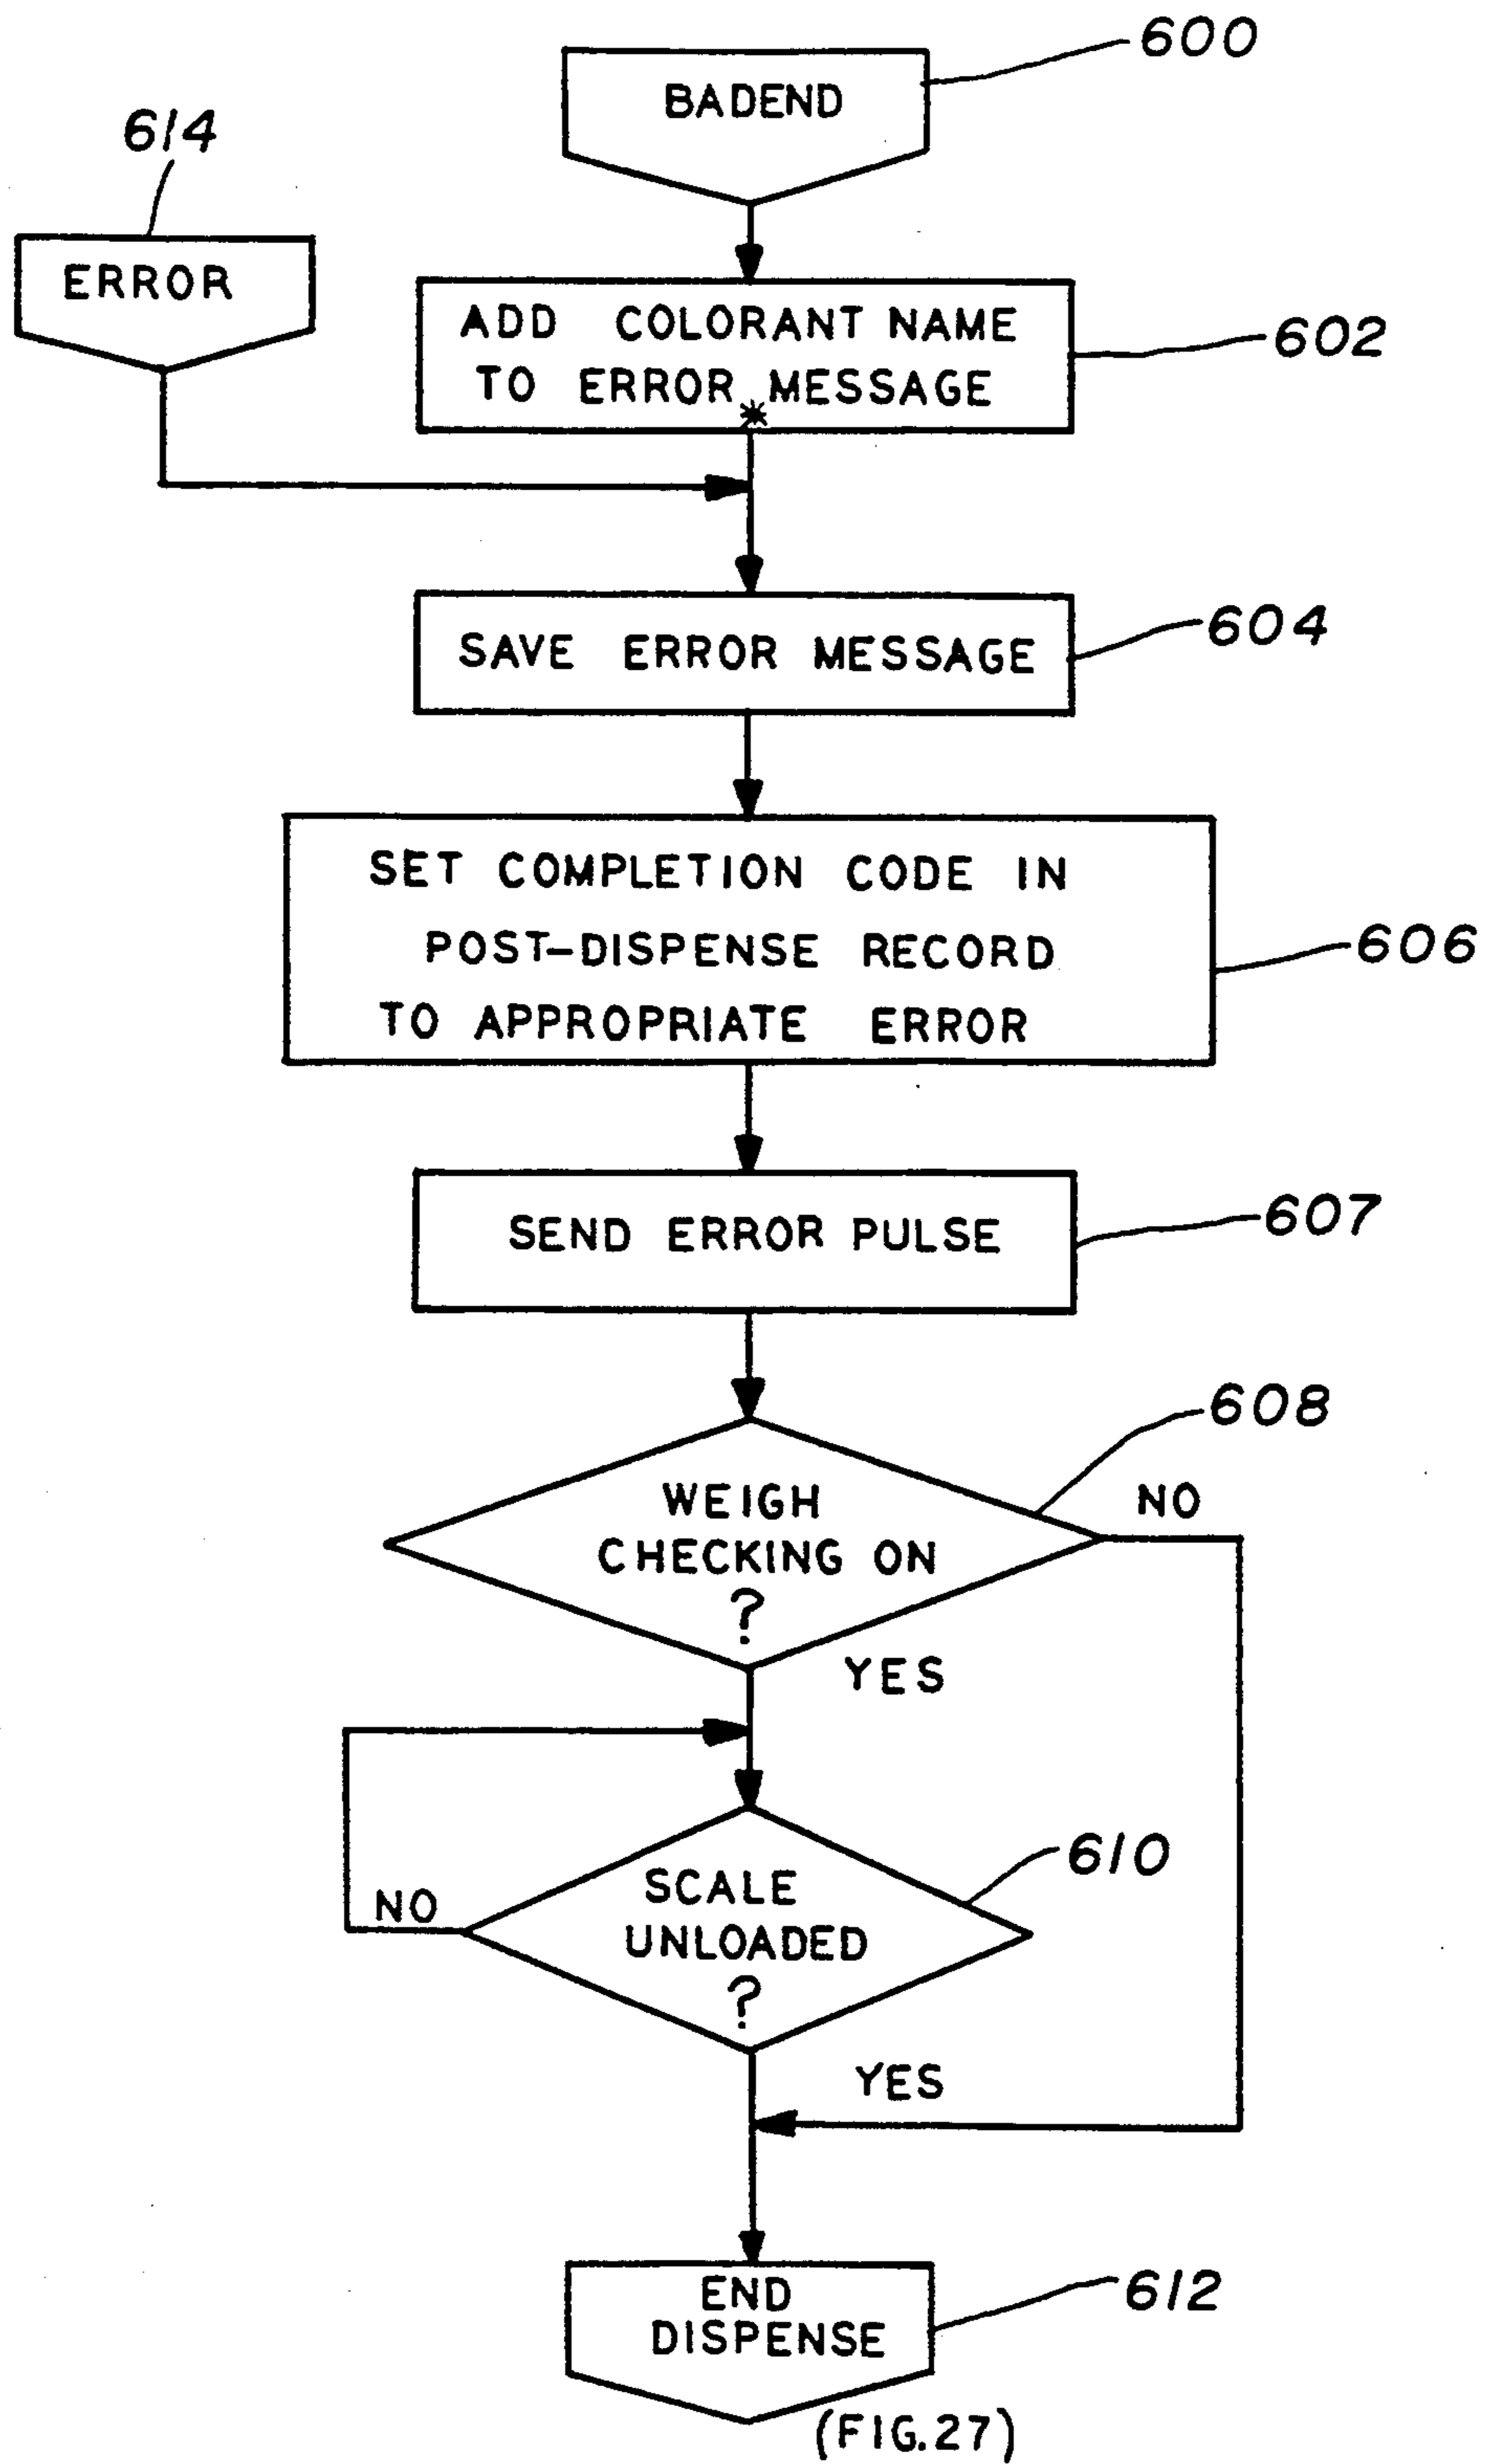 600
BADEND
614
ERROR
ADD COLORANT NAME
TO ERROR MESSAGE
*
602
SAVE ERROR MESSAGE
604
SET COMPLETION CODE IN
POST-DISPENSE RECORD
TO APPROPRIATE ERROR
606
SEND ERROR PULSE
607
608
WEIGH
CHECKING ON
?
NO
YES
610
SCALE
UNLOADED
?
NO
YES
END
DISPENSE
612
(FIG.27)